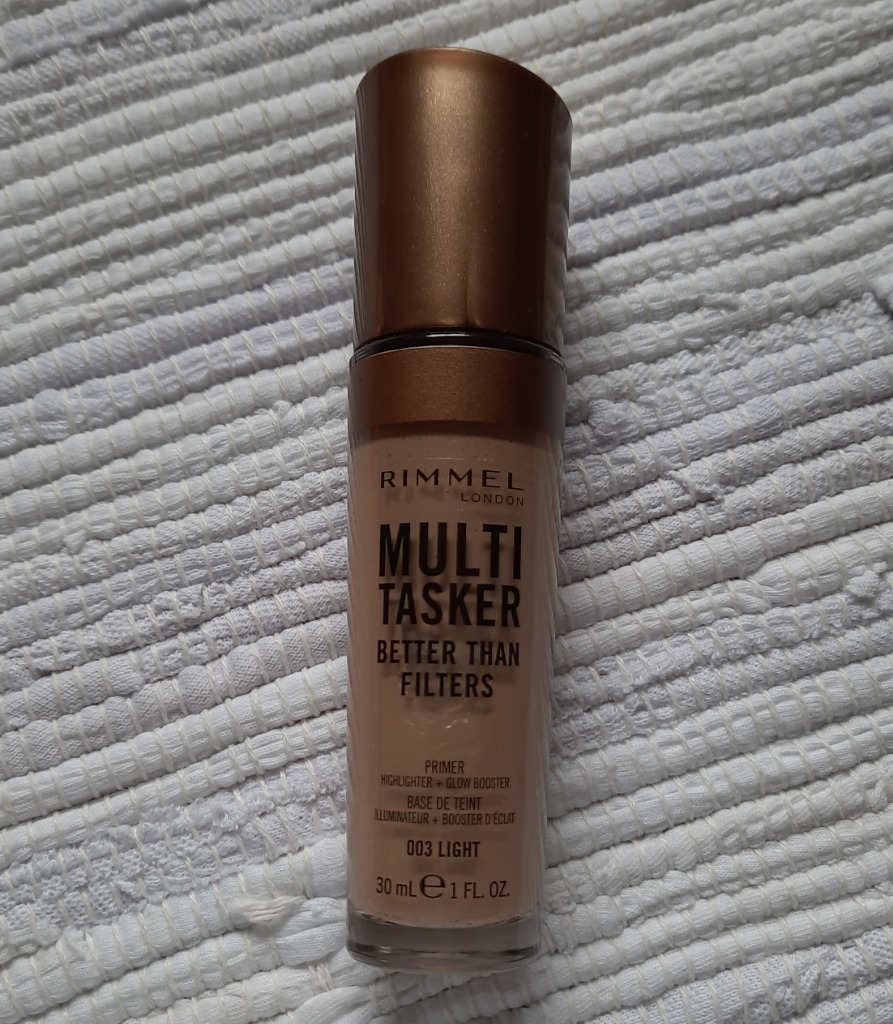 RIMMEL
LONDON
MULTI
TASKER
BETTER THAN
FILTERS
PRIMER
HIGHLIGHTER + GLOW BOOSTER
BASE DE TEINT
ILLUMINATEUR + BOOSTER D'ÉCLAT
003 LIGHT
30 mL e 1 FL. OZ.